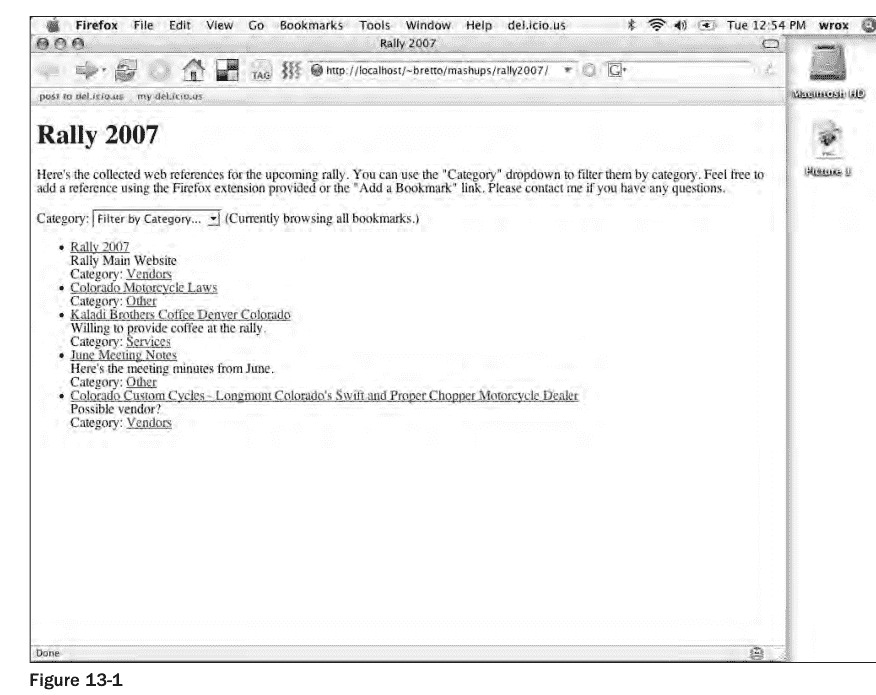 Firefox File Edit View Go Bookmarks Tools Window Help del.icio.us Tue 12:54 PM wrox
Rally 2007
TAG http://localhost/~bretto/mashups/rally2007/ G
post to del.icio.us my del.icio.us
Macintosh HD
Rally 2007
Here's the collected web references for the upcoming rally. You can use the "Category" dropdown to filter them by category. Feel free to
add a reference using the Firefox extension provided or the "Add a Bookmark" link. Please contact me if you have any questions.
Category: Filter by Category... (Currently browsing all bookmarks.)
• Rally 2007
Rally Main Website
Category: Vendors
• Colorado Motorcycle Laws
Category: Other
• Kaladi Brothers Coffee Denver Colorado
Willing to provide coffee at the rally.
Category: Services
• June Meeting Notes
Here's the meeting minutes from June.
Category: Other
• Colorado Custom Cycles - Longmont Colorado's Swift and Proper Chopper Motorcycle Dealer
Possible vendor?
Category: Vendors
Done
Figure 13-1